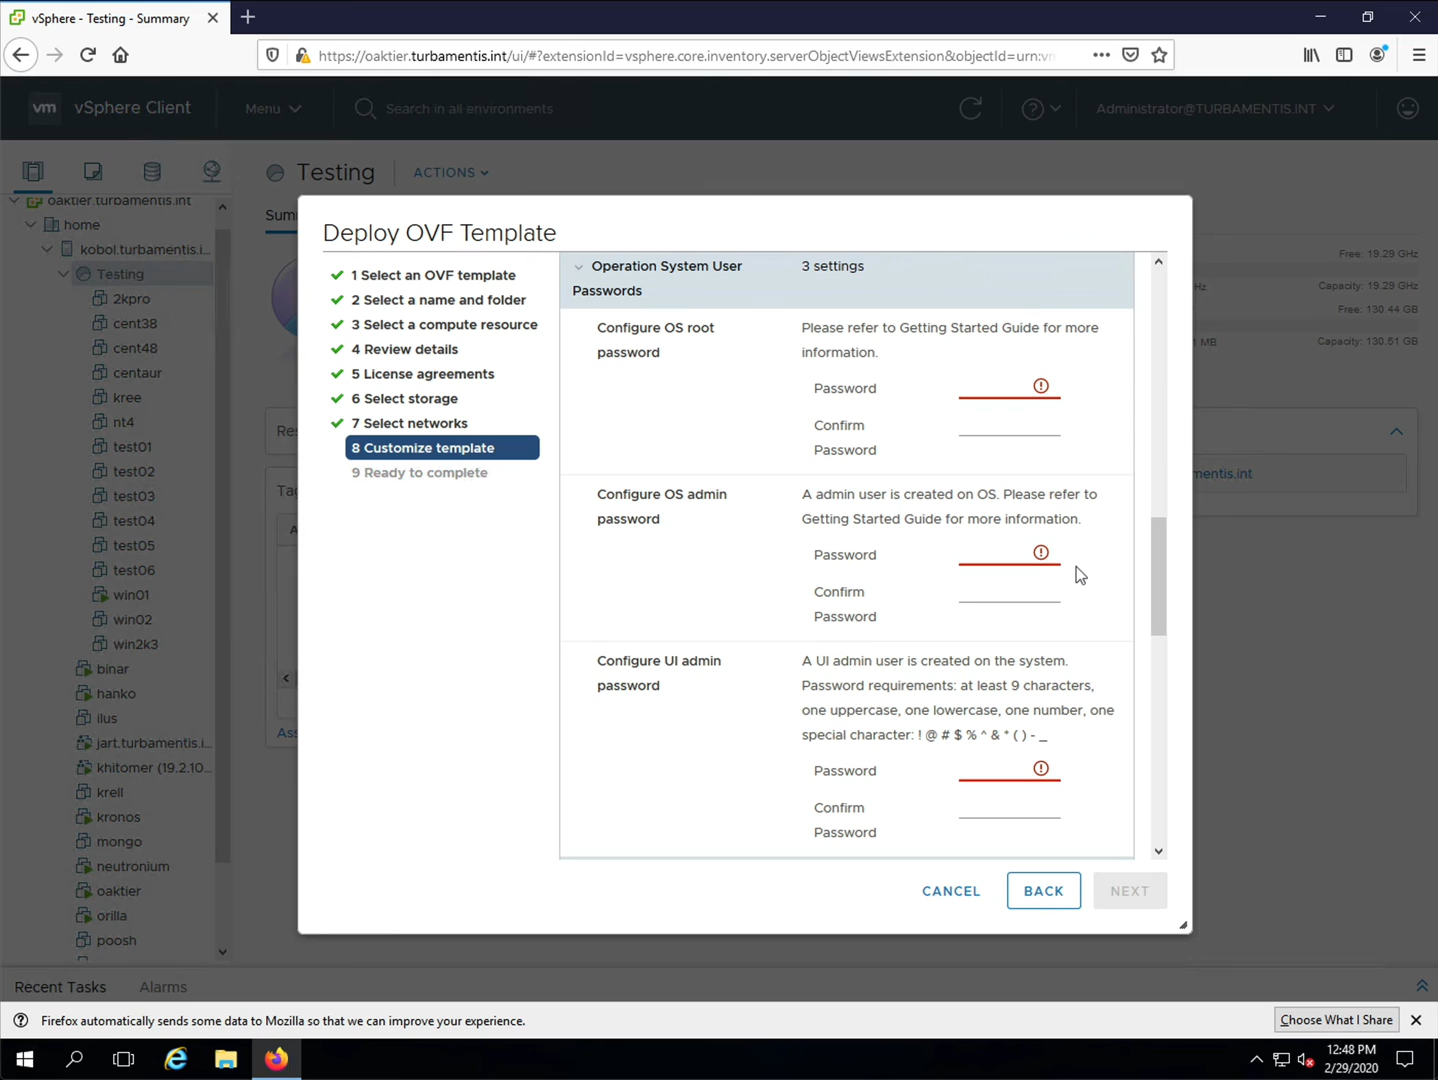 vSphere - Testing - Summary
https://oaktier.turbamentis.int/ui/#?extensionId=vsphere.core.inventory.serverObjectViewsExtension&objectId=urn:vm
vm vSphere Client Menu Search in all environments Administrator@TURBAMENTIS.INT
Testing ACTIONS
oaktier.turbamentis.int
home
kobol.turbamentis.i...
Testing
2kpro
cent38
cent48
centaur
kree
nt4
test01
test02
test03
test04
test05
test06
win01
win02
win2k3
binar
hanko
ilus
jart.turbamentis.i...
khitomer (19.2.10...
krell
kronos
mongo
neutronium
oaktier
orilla
poosh
Deploy OVF Template
1 Select an OVF template
2 Select a name and folder
3 Select a compute resource
4 Review details
5 License agreements
6 Select storage
7 Select networks
8 Customize template
9 Ready to complete
Operation System User
Passwords
3 settings
Configure OS root
password
Please refer to Getting Started Guide for more
information.
Password
Confirm
Password
Configure OS admin
password
A admin user is created on OS. Please refer to
Getting Started Guide for more information.
Password
Confirm
Password
Configure UI admin
password
A UI admin user is created on the system.
Password requirements: at least 9 characters,
one uppercase, one lowercase, one number, one
special character: ! @ # $ % ^ & * ( ) - _
Password
Confirm
Password
CANCEL BACK NEXT
Free: 19.29 GHz
Capacity: 19.29 GHz
Free: 130.44 GB
Capacity: 130.51 GB
Recent Tasks Alarms
Firefox automatically sends some data to Mozilla so that we can improve your experience.
Choose What I Share
12:48 PM
2/29/2020